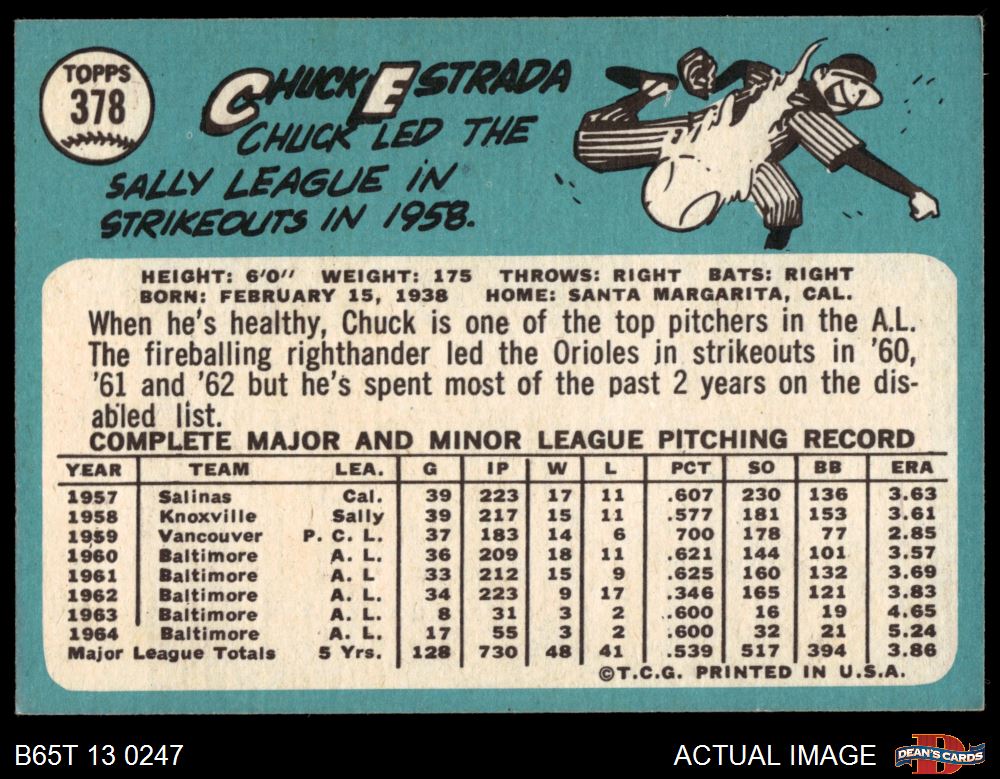 TOPPS
378
CHUCK ESTRADA
CHUCK LED THE
SALLY LEAGUE IN
STRIKEOUTS IN 1958.
HEIGHT: 6'0" WEIGHT: 175 THROWS: RIGHT BATS: RIGHT
BORN: FEBRUARY 15, 1938 HOME: SANTA MARGARITA, CAL.
When he's healthy, Chuck is one of the top pitchers in the A.L.
The fireballing righthander led the Orioles in strikeouts in '60,
'61 and '62 but he's spent most of the past 2 years on the dis-
abled list.
COMPLETE MAJOR AND MINOR LEAGUE PITCHING RECORD
YEAR TEAM LEA. G IP W L PCT SO BB ERA
1957 Salinas Cal. 39 223 17 11 .607 230 136 3.63
1958 Knoxville Sally 39 217 15 11 .577 181 153 3.61
1959 Vancouver P. C. L. 37 183 14 6 700 178 77 2.85
1960 Baltimore A. L. 36 209 18 11 .621 144 101 3.57
1961 Baltimore A. L 33 212 15 9 .625 160 132 3.69
1962 Baltimore A. L. 34 223 9 17 .346 165 121 3.83
1963 Baltimore A. L. 8 31 3 2 .600 16 19 4.65
1964 Baltimore A. L. 17 55 3 2 .600 32 21 5.24
Major League Totals 5 Yrs. 128 730 48 41 .539 517 394 3.86
©T.C.G. PRINTED IN U.S.A.
B65T 13 0247 ACTUAL IMAGE DEAN'S CARDS